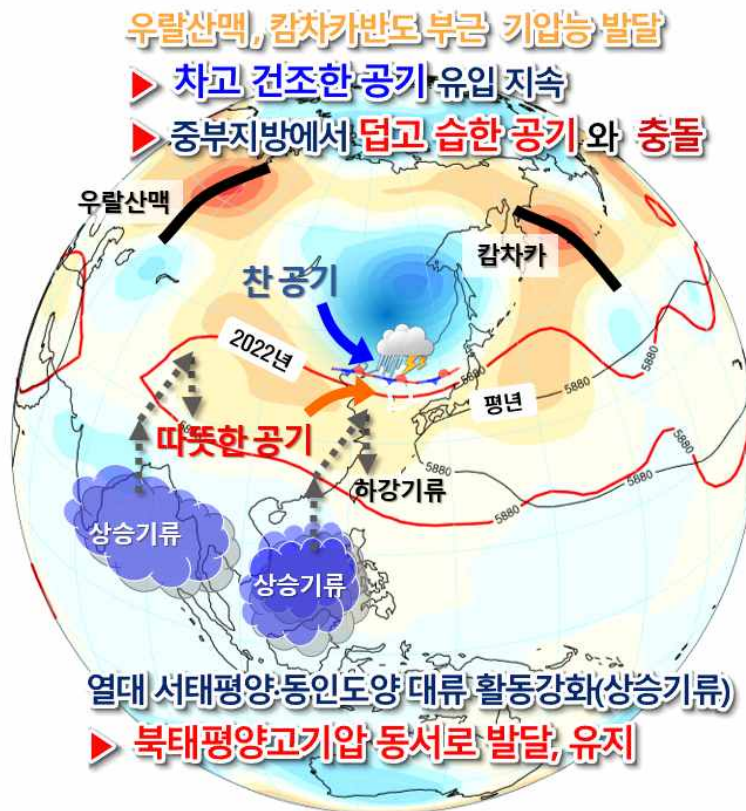 우랄산맥, 캄차카반도 부근 기압능 발달
▶ 차고 건조한 공기 유입 지속
▶ 중부지방에서 덥고 습한 공기와 충돌
우랄산맥
캄차카
찬 공기
2022년
5880
5880
평년
따뜻한 공기
하강기류
5880
5880
5880
상승기류
상승기류
열대 서태평양·동인도양 대류 활동강화(상승기류)
▶ 북태평양고기압 동서로 발달, 유지